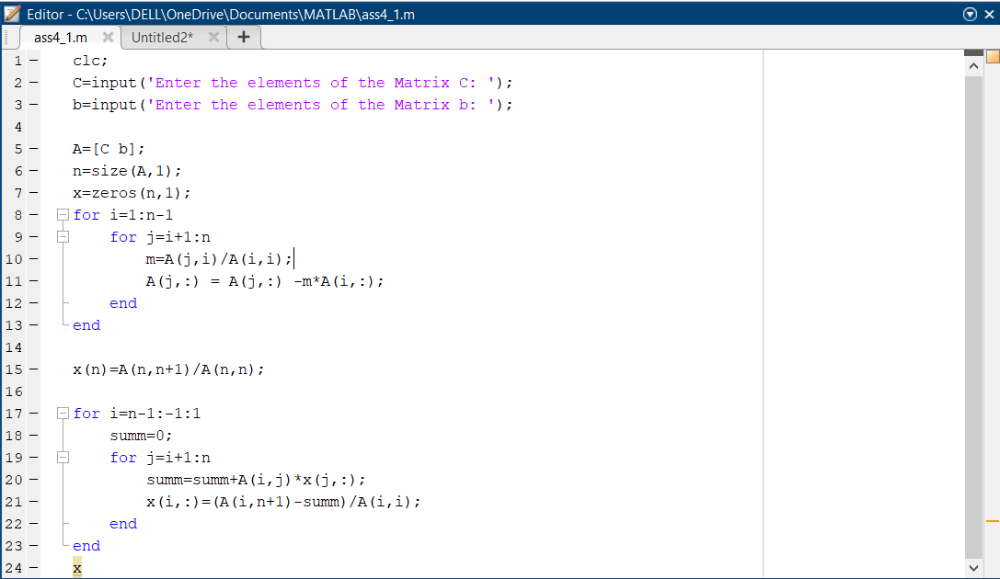 Editor - C:\Users\DELL\OneDrive\Documents\MATLAB\ass4_1.m
ass4_1.m Untitled2*
1 clc;
2 C=input('Enter the elements of the Matrix C: ');
3 b=input('Enter the elements of the Matrix b: ');
4
5 A=[C b];
6 n=size(A,1);
7 x=zeros(n,1);
8 for i=1:n-1
9 for j=i+1:n
10 m=A(j,i)/A(i,i);
11 A(j,:) = A(j,:) -m*A(i,:);
12 end
13 end
14
15 x(n)=A(n,n+1)/A(n,n);
16
17 for i=n-1:-1:1
18 summ=0;
19 for j=i+1:n
20 summ=summ+A(i,j)*x(j,:);
21 x(i,:)=(A(i,n+1)-summ)/A(i,i);
22 end
23 end
24 x